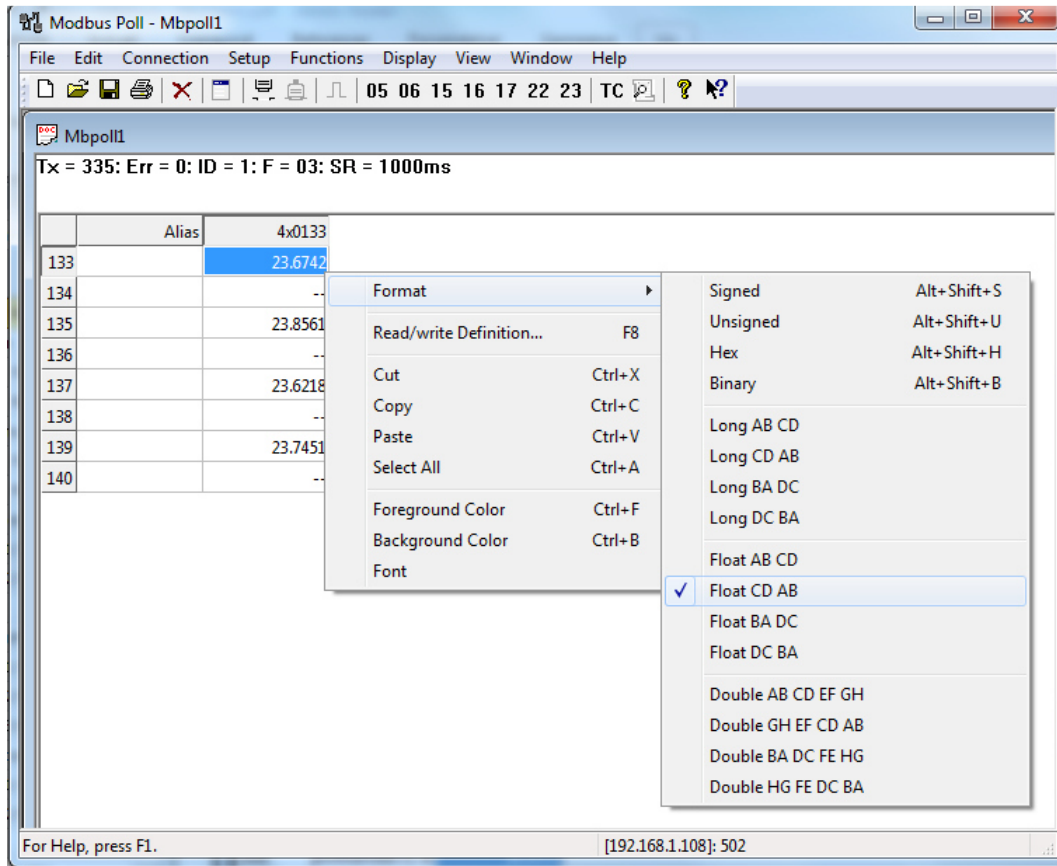 Modbus Poll - Mbpoll1
File Edit Connection Setup Functions Display View Window Help
05 06 15 16 17 22 23 TC
Mbpoll1
Tx = 335: Err = 0: ID = 1: F = 03: SR = 1000ms
Alias 4x0133
133 23.6742
134 --
135 23.8561
136 --
137 23.6218
138 --
139 23.7451
140 --
Format
Read/write Definition... F8
Cut Ctrl+X
Copy Ctrl+C
Paste Ctrl+V
Select All Ctrl+A
Foreground Color Ctrl+F
Background Color Ctrl+B
Font
Signed Alt+Shift+S
Unsigned Alt+Shift+U
Hex Alt+Shift+H
Binary Alt+Shift+B
Long AB CD
Long CD AB
Long BA DC
Long DC BA
Float AB CD
Float CD AB
Float BA DC
Float DC BA
Double AB CD EF GH
Double GH EF CD AB
Double BA DC FE HG
Double HG FE DC BA
For Help, press F1. [192.168.1.108]: 502